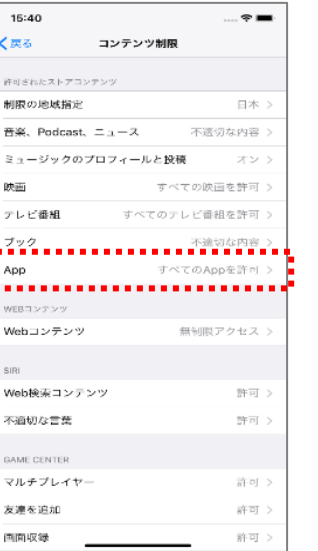 15:40
戻る コンテンツ制限
許可されたストアコンテンツ
制限の地域指定 日本
音楽、Podcast、ニュース 不適切な内容
ミュージックのプロフィールと投稿 オン
映画 すべての映画を許可
テレビ番組 すべてのテレビ番組を許可
ブック 不適切な内容
App すべてのAppを許可
WEBコンテンツ
Webコンテンツ 無制限アクセス
SIRI
Web検索コンテンツ 許可
不適切な言葉 許可
GAME CENTER
マルチプレイヤー 許可
友達を追加 許可
画面収録 許可